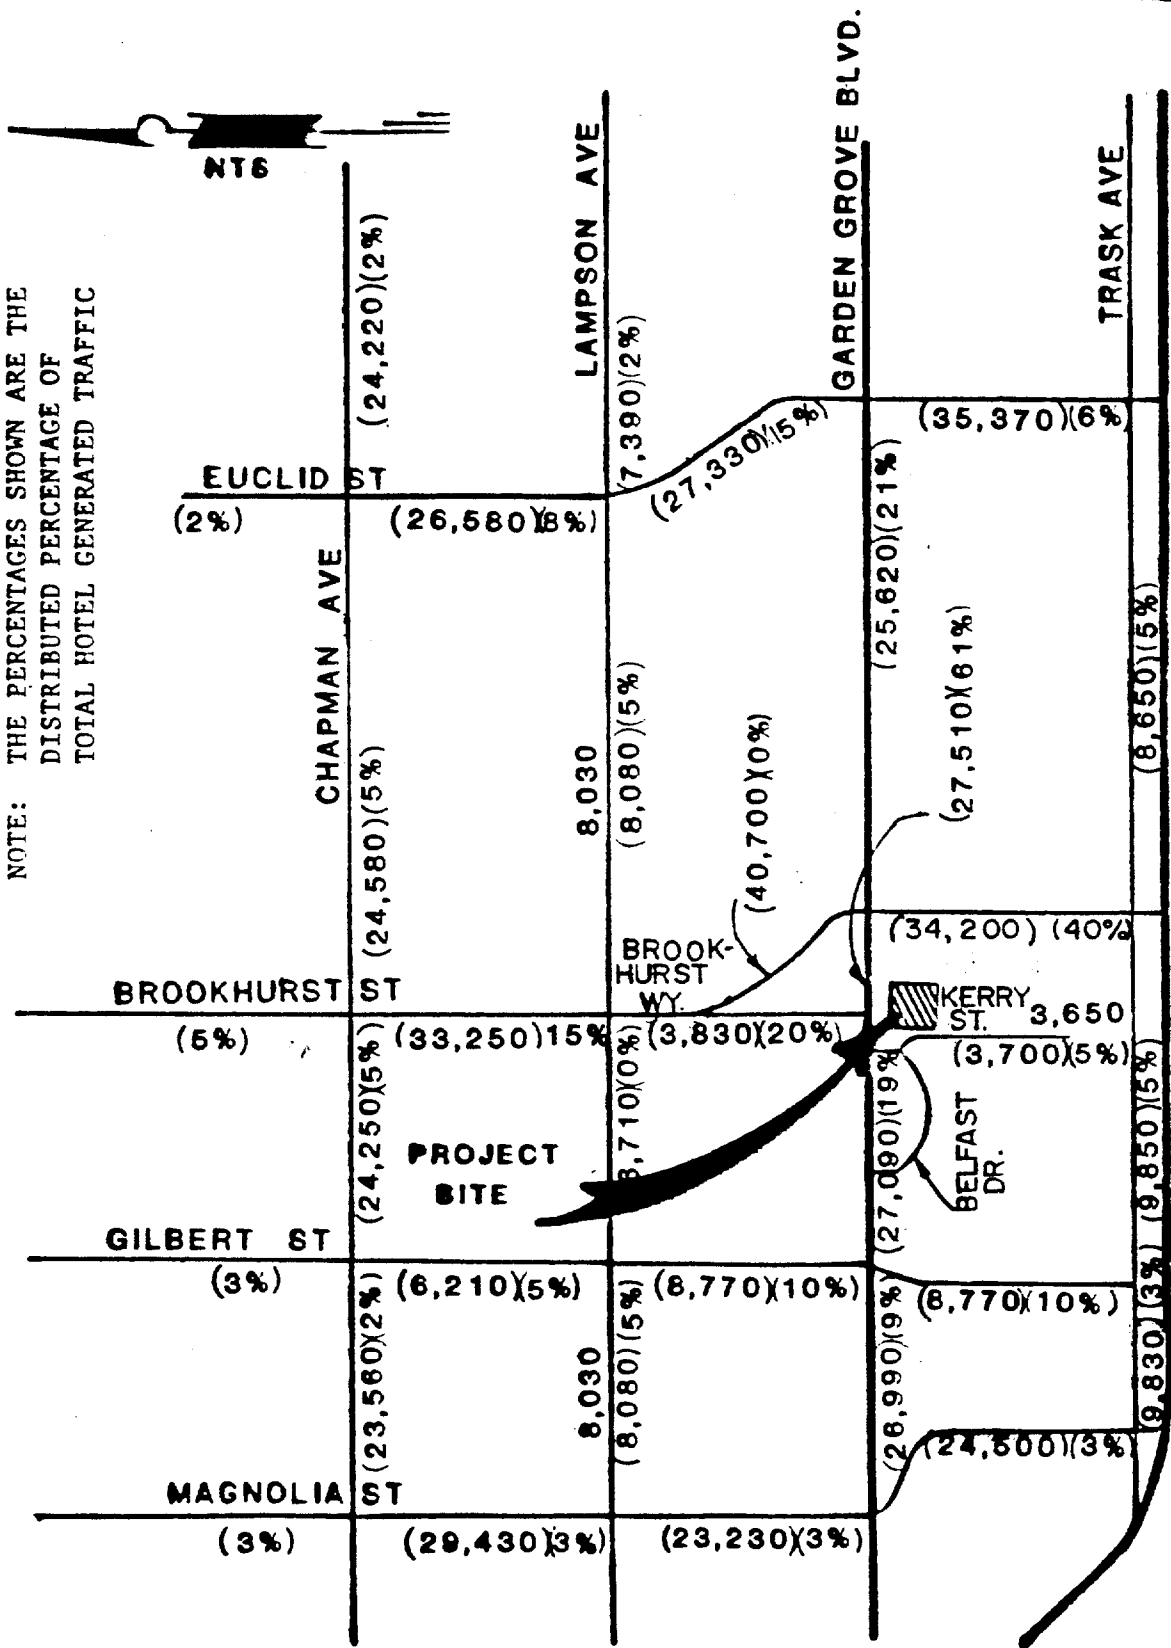 NOTE: THE PERCENTAGES SHOWN ARE THE
DISTRIBUTED PERCENTAGE OF
TOTAL HOTEL GENERATED TRAFFIC
NTS
CHAPMAN AVE
LAMPSON AVE
GARDEN GROVE BLVD.
TRASK AVE
(24,220)(2%)
(7,390)(2%)
EUCLID ST
(2%)
(26,580)(8%)
(27,330)(5%)
(35,370)(6%)
(24,580)(5%)
8,030
(8,080)(5%)
(25,620)(21%)
(8,650)(5%)
(40,700)(0%)
(27,510)(61%)
BROOKHURST ST
(5%)
(33,250)15%
BROOK-
HURST
WY.
(3,830)(20%)
(34,200) (40%
KERRY
ST.
3,650
(3,700)(5%)
(24,250)(5%)
,710)(0%)
(27,090)(19%
BELFAST
DR.
(9,850)(5%)
PROJECT
SITE
GILBERT ST
(3%)
(6,210)(5%)
(8,770)(10%)
(8,770)(10%)
(23,560)(2%)
8,030
(8,080)(5%)
(26,990)(9%)
(9,830)(3%)
MAGNOLIA ST
(3%)
(29,430)(3%)
(23,230)(3%)
(24,500)(3%)